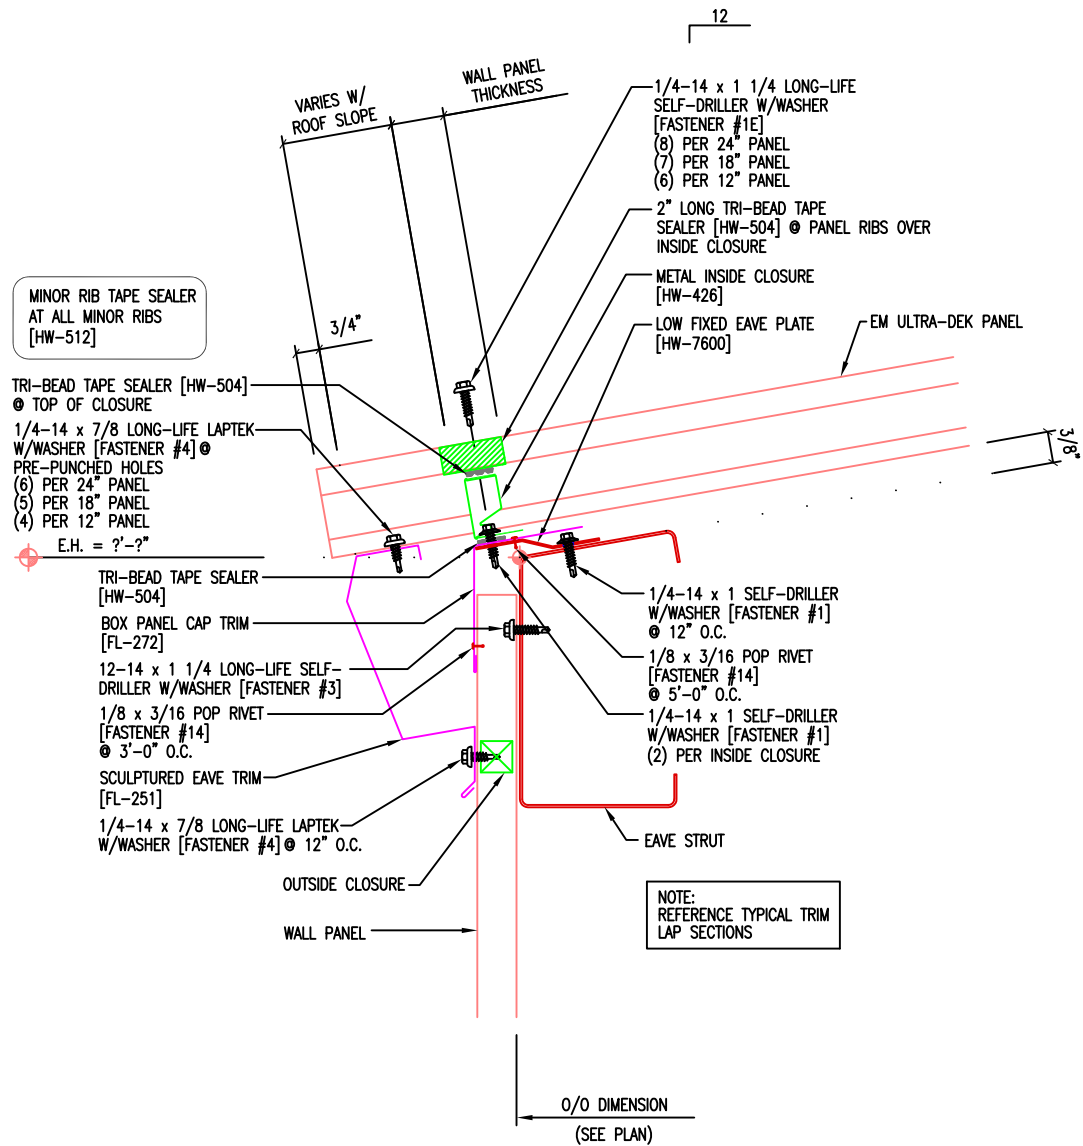 12
VARIES W/
ROOF SLOPE
WALL PANEL
THICKNESS
1/4-14 x 1 1/4 LONG-LIFE
SELF-DRILLER W/WASHER
[FASTENER #1E]
(8) PER 24" PANEL
(7) PER 18" PANEL
(6) PER 12" PANEL
2" LONG TRI-BEAD TAPE
SEALER [HW-504] @ PANEL RIBS OVER
INSIDE CLOSURE
METAL INSIDE CLOSURE
[HW-426]
LOW FIXED EAVE PLATE
[HW-7600]
EM ULTRA-DEK PANEL
MINOR RIB TAPE SEALER
AT ALL MINOR RIBS
[HW-512]
3/4"
TRI-BEAD TAPE SEALER [HW-504]
@ TOP OF CLOSURE
1/4-14 x 7/8 LONG-LIFE LAPTEK
W/WASHER [FASTENER #4] @
PRE-PUNCHED HOLES
(6) PER 24" PANEL
(5) PER 18" PANEL
(4) PER 12" PANEL
3/8"
E.H. = ?'-?"
TRI-BEAD TAPE SEALER
[HW-504]
BOX PANEL CAP TRIM
[FL-272]
12-14 x 1 1/4 LONG-LIFE SELF-
DRILLER W/WASHER [FASTENER #3]
1/8 x 3/16 POP RIVET
[FASTENER #14]
@ 3'-0" O.C.
SCULPTURED EAVE TRIM
[FL-251]
1/4-14 x 7/8 LONG-LIFE LAPTEK
W/WASHER [FASTENER #4] @ 12" O.C.
OUTSIDE CLOSURE
WALL PANEL
1/4-14 x 1 SELF-DRILLER
W/WASHER [FASTENER #1]
@ 12" O.C.
1/8 x 3/16 POP RIVET
[FASTENER #14]
@ 5'-0" O.C.
1/4-14 x 1 SELF-DRILLER
W/WASHER [FASTENER #1]
(2) PER INSIDE CLOSURE
EAVE STRUT
NOTE:
REFERENCE TYPICAL TRIM
LAP SECTIONS
O/O DIMENSION
(SEE PLAN)